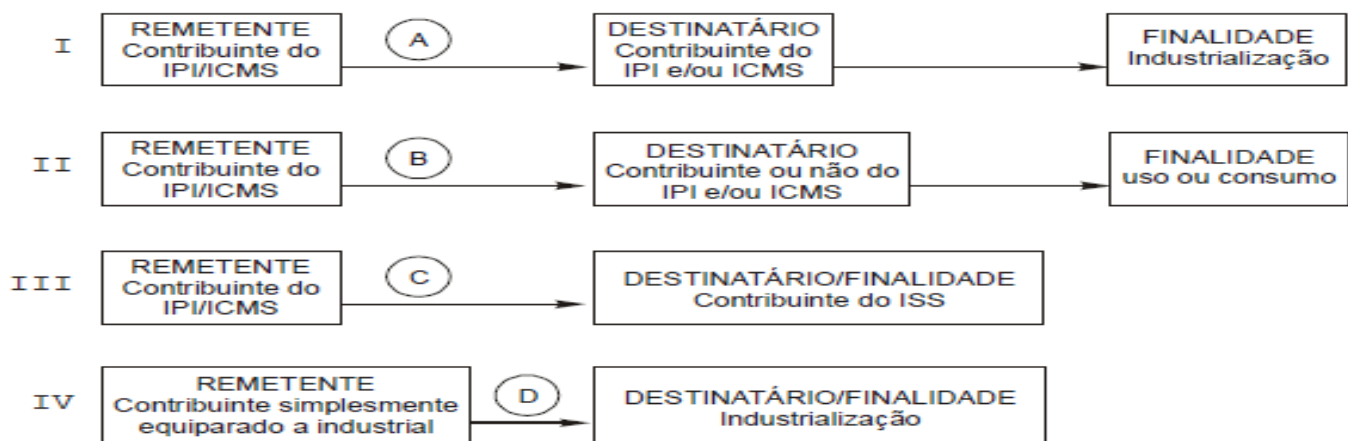 I
REMETENTE
Contribuinte do
IPI/ICMS
A
DESTINATÁRIO
Contribuinte do
IPI e/ou ICMS
FINALIDADE
Industrialização
II
REMETENTE
Contribuinte do
IPI/ICMS
B
DESTINATÁRIO
Contribuinte ou não do
IPI e/ou ICMS
FINALIDADE
uso ou consumo
III
REMETENTE
Contribuinte do
IPI/ICMS
C
DESTINATÁRIO/FINALIDADE
Contribuinte do ISS
IV
REMETENTE
Contribuinte simplesmente
equiparado a industrial
D
DESTINATÁRIO/FINALIDADE
Industrialização